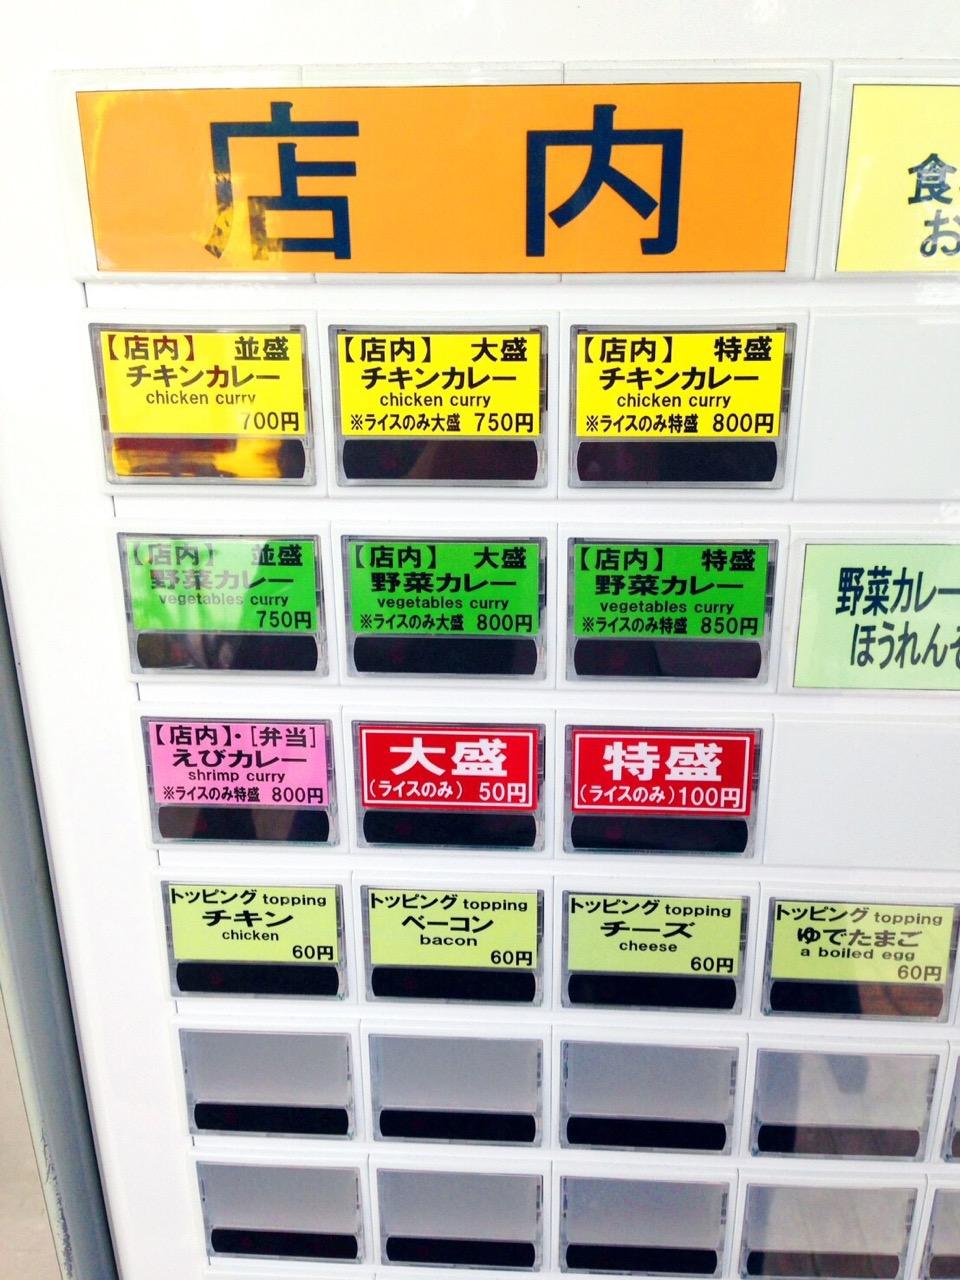 店内
食
お
【店内】 並盛
チキンカレー
chicken curry
700円
【店内】 大盛
チキンカレー
chicken curry
※ライスのみ大盛 750円
【店内】 特盛
チキンカレー
chicken curry
※ライスのみ特盛 800円
【店内】 並盛
野菜カレー
vegetables curry
750円
【店内】 大盛
野菜カレー
vegetables curry
※ライスのみ大盛 800円
【店内】 特盛
野菜カレー
vegetables curry
※ライスのみ特盛 850円
野菜カレー
ほうれん
【店内】・[弁当]
えびカレー
shrimp curry
※ライスのみ特盛 800円
大盛
(ライスのみ) 50円
特盛
(ライスのみ)100円
トッピング topping
チキン
chicken
60円
トッピング topping
ベーコン
bacon
60円
トッピング topping
チーズ
cheese
60円
トッピング topping
ゆでたまご
a boiled egg
60円